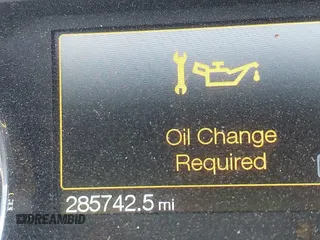 Oil Change
Required
285742.5 mi
DREAMBID